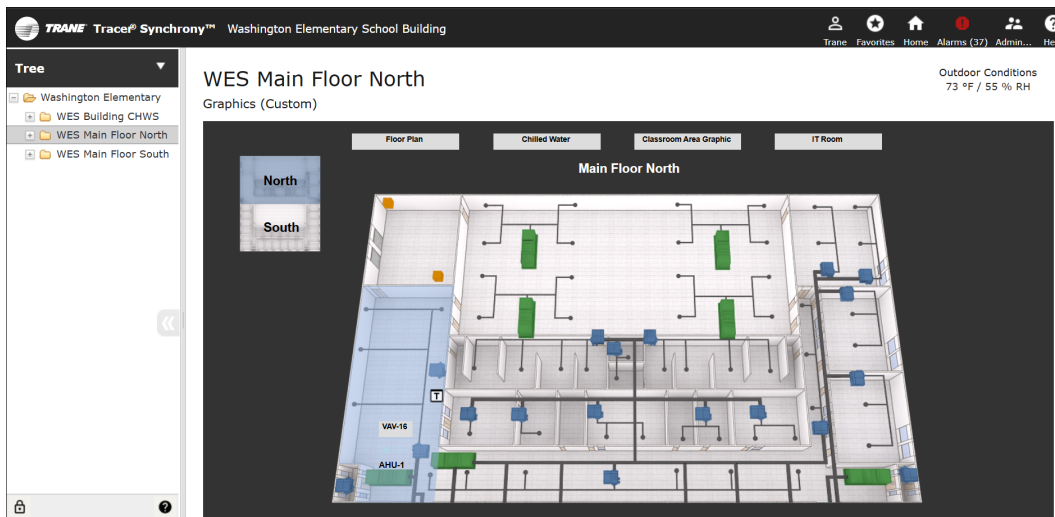 TRANE Tracer® Synchrony™ Washington Elementary School Building
Trane Favorites Home Alarms (37) Admin... He
Tree
Washington Elementary
WES Building CHWS
WES Main Floor North
WES Main Floor South
WES Main Floor North
Graphics (Custom)
Outdoor Conditions
73 ºF / 55 % RH
Floor Plan Chilled Water Classroom Area Graphic IT Room
Main Floor North
North
South
T
VAV-16
AHU-1